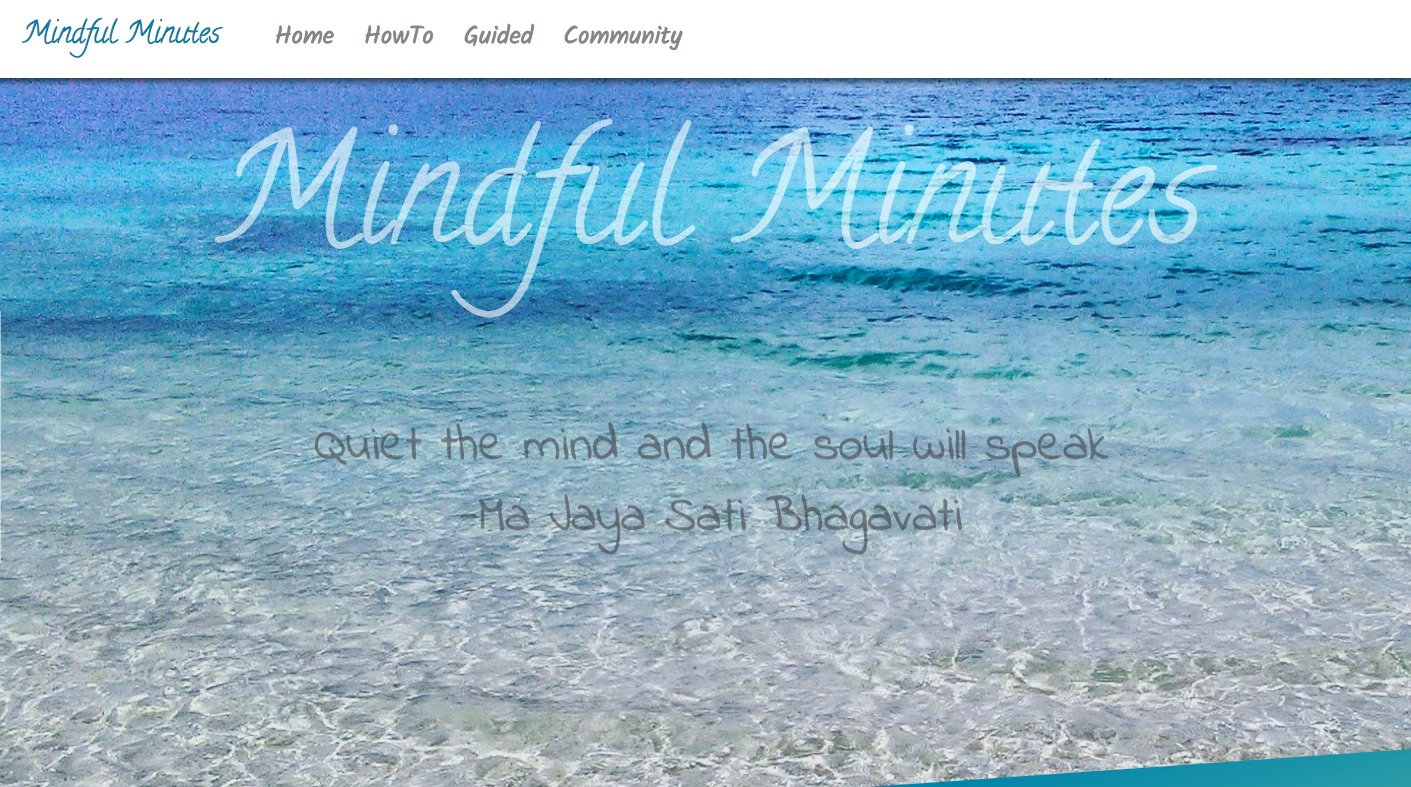 Mindful Minutes Home HowTo Guided Community
Mindful Minutes
Quiet the mind and the soul will speak
-Ma Jaya Sati Bhagavati